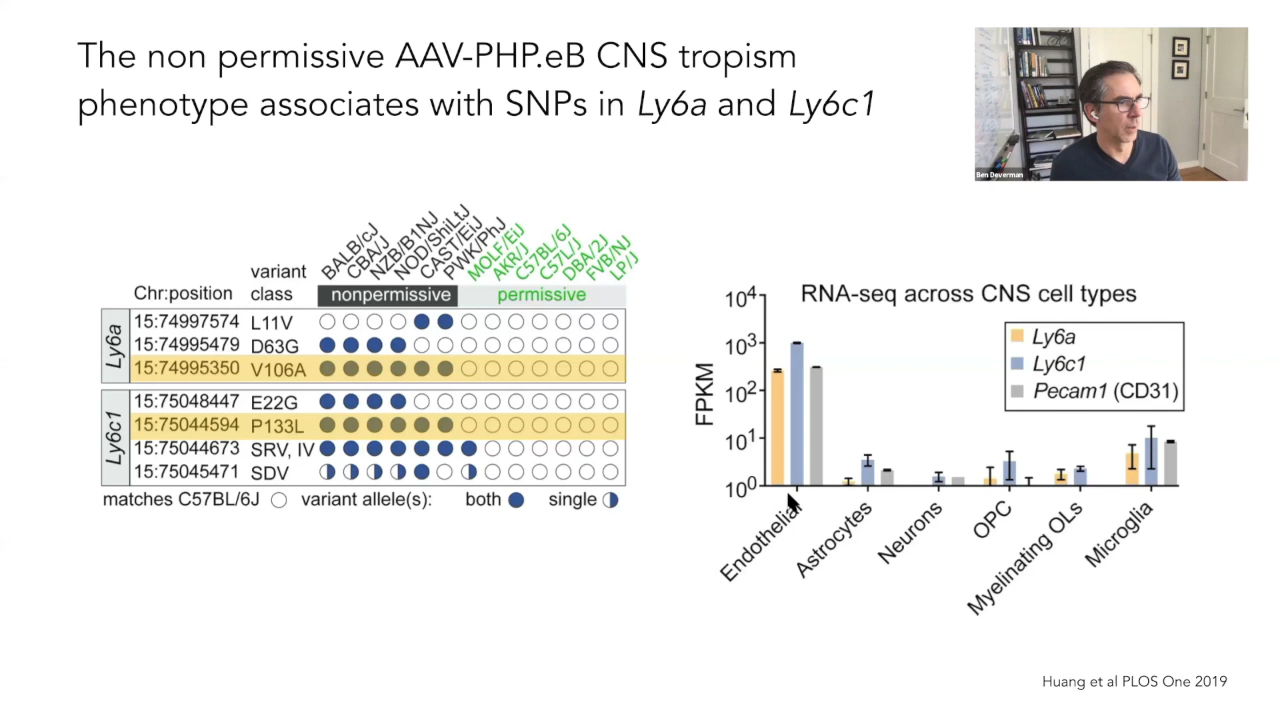 The non permissive AAV-PHP.eB CNS tropism
phenotype associates with SNPs in Ly6a and Ly6c1
Ben Deverman
BALB/cJ
CBA/J
NZB/B1NJ
NOD/ShiLtJ
CAST/EiJ
PWK/PhJ
MOLF/EiJ
AKR/J
C57BL/6J
C57L/J
DBA/2J
FVB/NJ
LP/J
variant
Chr:position class nonpermissive permissive
Ly6a
15:74997574 L11V
15:74995479 D63G
15:74995350 V106A
Ly6c1
15:75048447 E22G
15:75044594 P133L
15:75044673 SRV, IV
15:75045471 SDV
matches C57BL/6J variant allele(s): both single
RNA-seq across CNS cell types
Ly6a
Ly6c1
Pecam1 (CD31)
FPKM
10⁴
10³
10²
10¹
10⁰
Endothelial
Astrocytes
Neurons
OPC
Myelinating OLs
Microglia
Huang et al PLOS One 2019